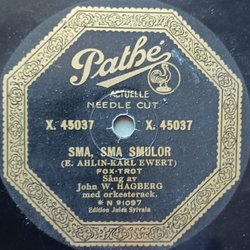 Pathé
ACTUELLE
NEEDLE CUT
X. 45037 X. 45037
SMA, SMA SMULOR
(E. AHLIN-KARL EWERT)
FOX-TROT
Sång av
John W. HAGBERG
med orkesterack.
* N 91097
Edition Jules Sylvain